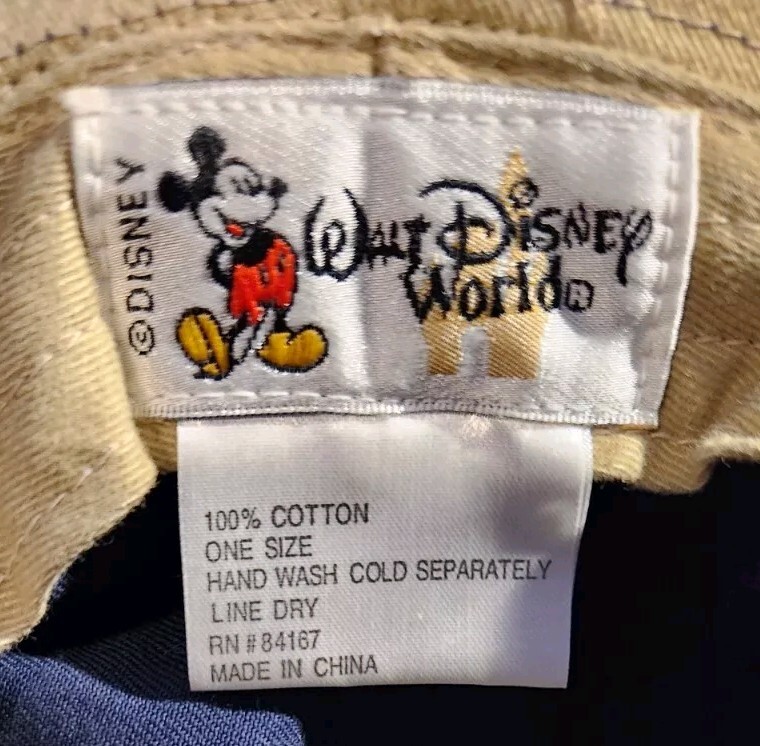 ©DISNEY
WALT DISNEY
World®
100% COTTON
ONE SIZE
HAND WASH COLD SEPARATELY
LINE DRY
RN #84167
MADE IN CHINA